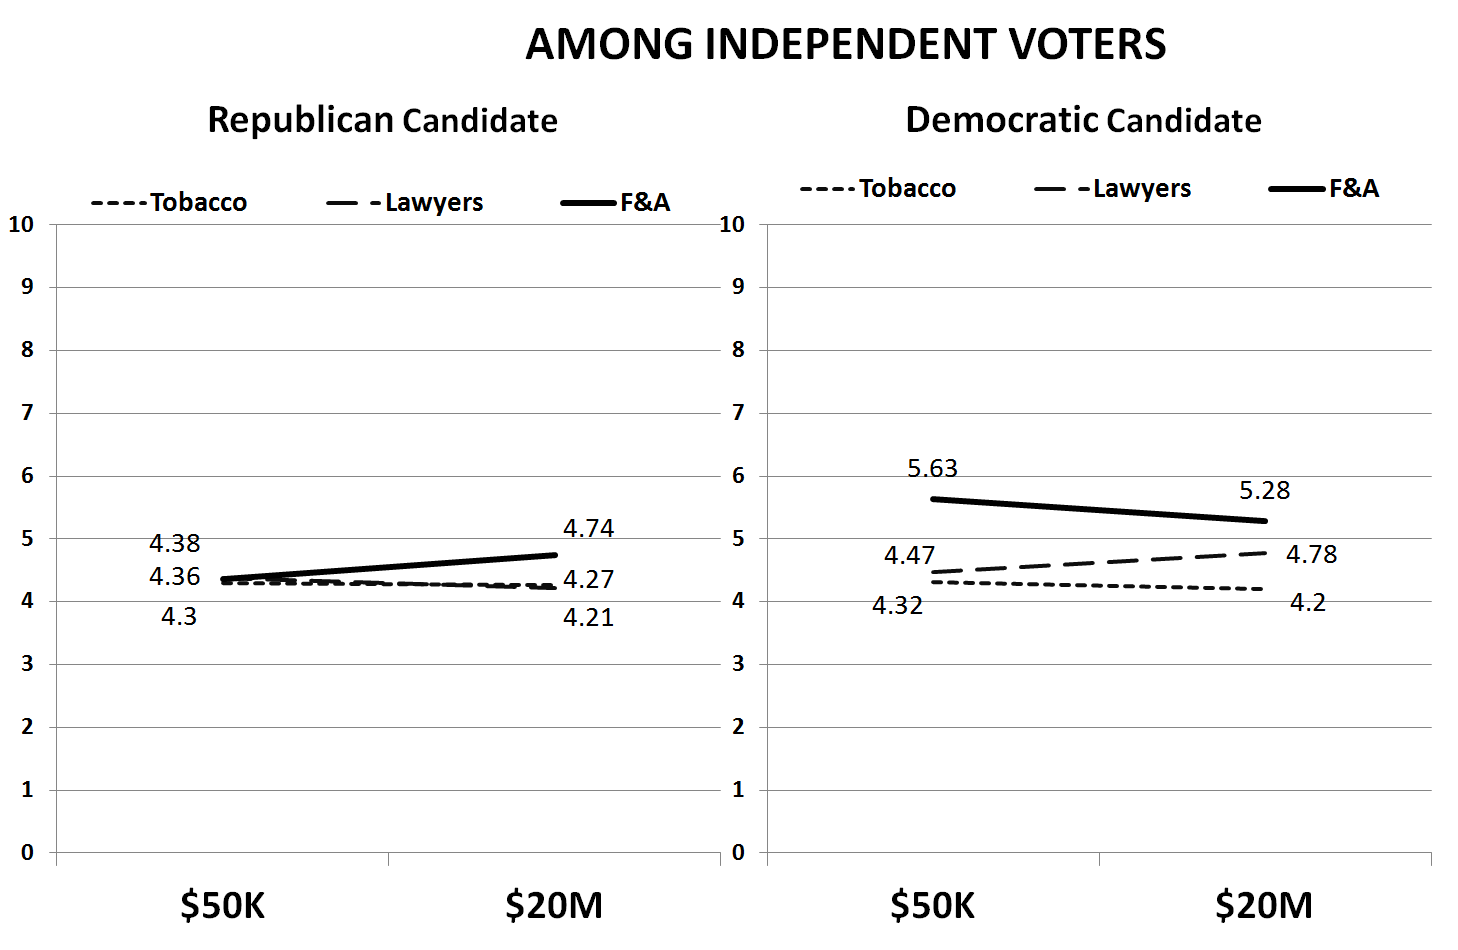 AMONG INDEPENDENT VOTERS
Republican Candidate
Tobacco
Lawyers
F&A
10
9
8
7
6
5
4
3
2
1
0
4.38
4.36
4.3
4.74
4.27
4.21
$50K
$20M
Democratic Candidate
Tobacco
Lawyers
F&A
10
9
8
7
6
5
4
3
2
1
0
5.63
5.28
4.47
4.78
4.32
4.2
$50K
$20M